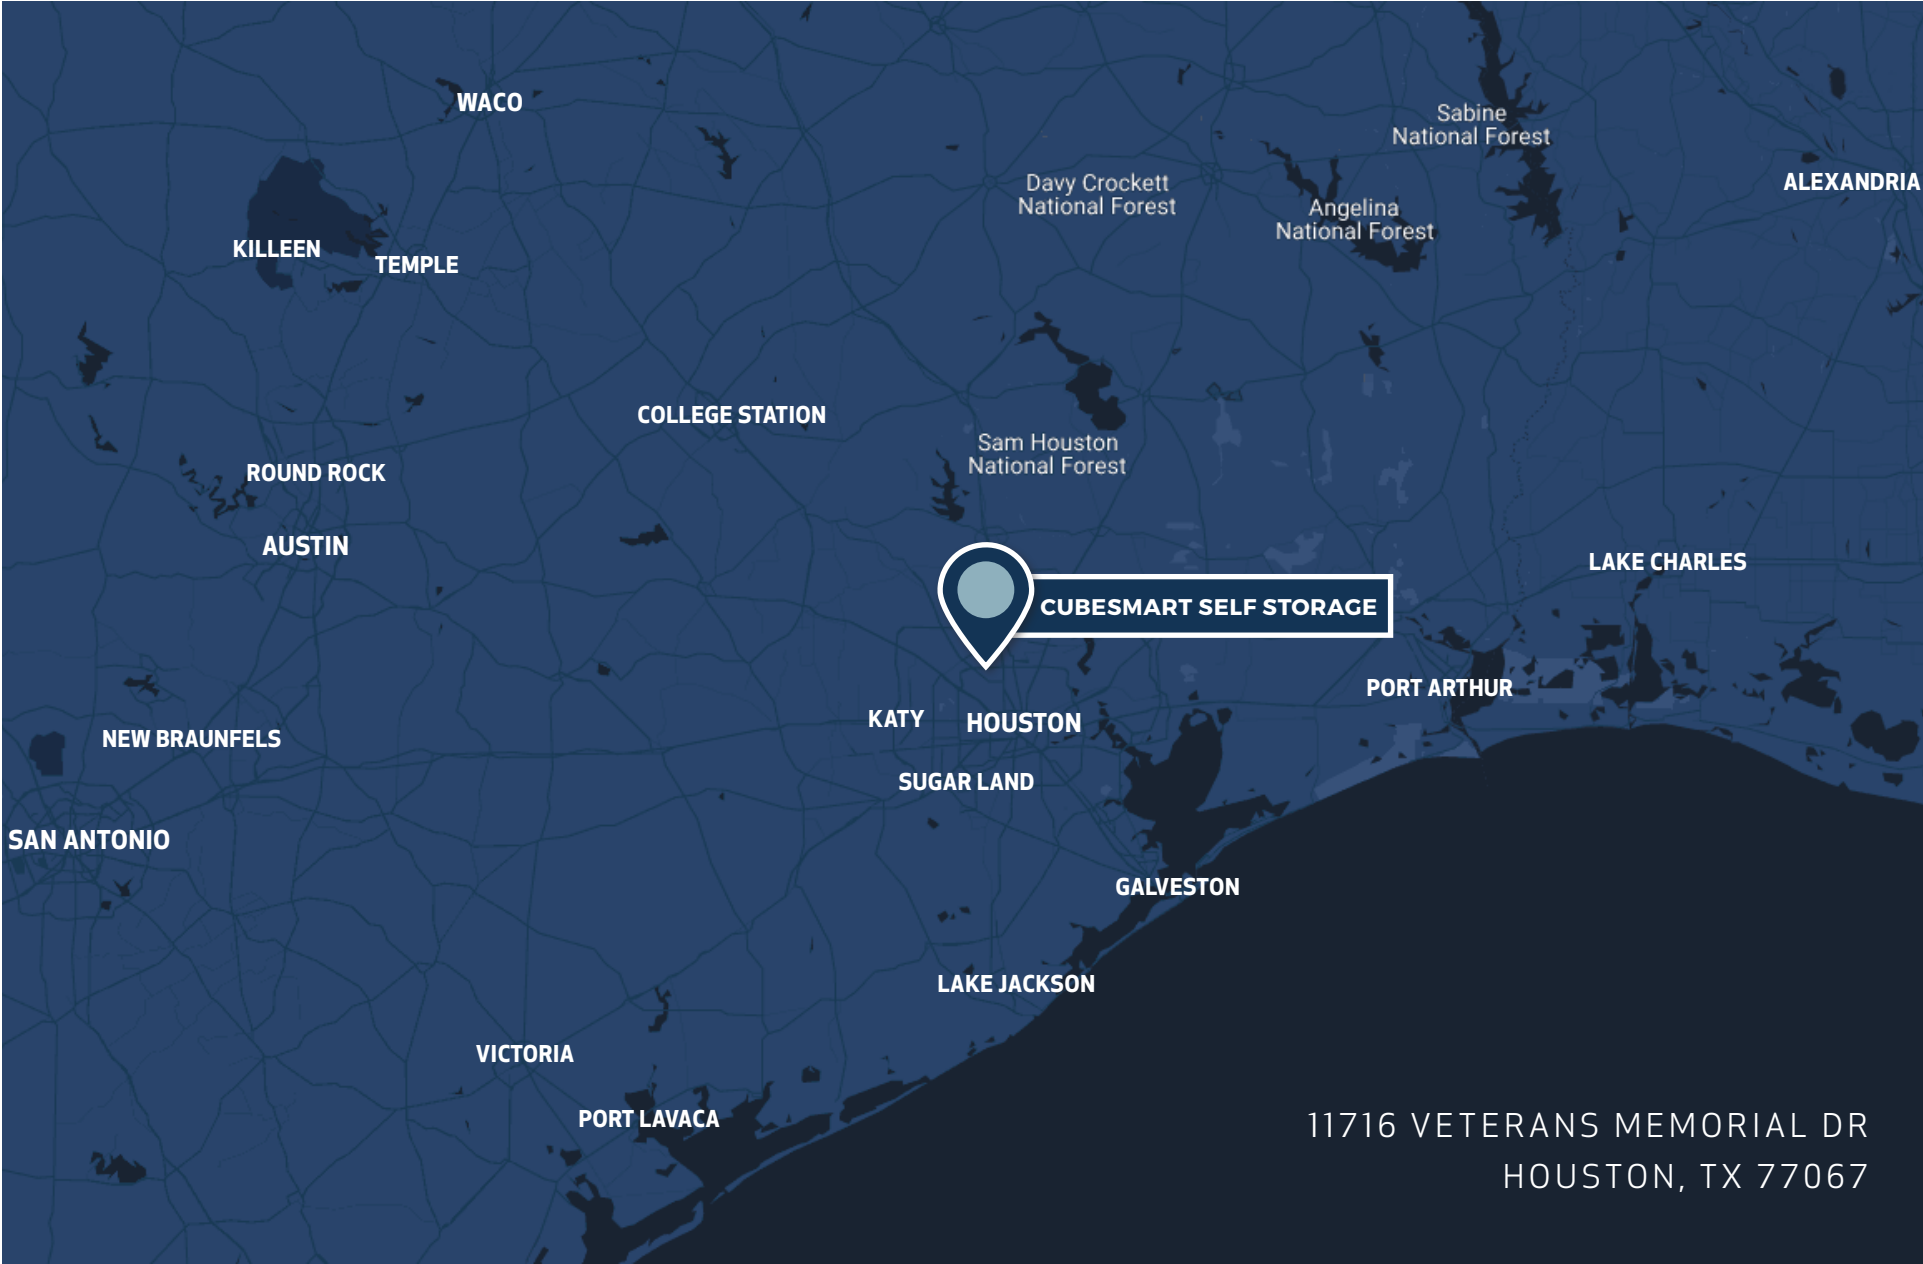 WACO
Sabine
National Forest
Davy Crockett
National Forest
ALEXANDRIA
Angelina
National Forest
KILLEEN
TEMPLE
COLLEGE STATION
Sam Houston
National Forest
ROUND ROCK
AUSTIN
LAKE CHARLES
CUBESMART SELF STORAGE
PORT ARTHUR
KATY
HOUSTON
NEW BRAUNFELS
SUGAR LAND
SAN ANTONIO
GALVESTON
LAKE JACKSON
VICTORIA
PORT LAVACA
11716 VETERANS MEMORIAL DR
HOUSTON, TX 77067